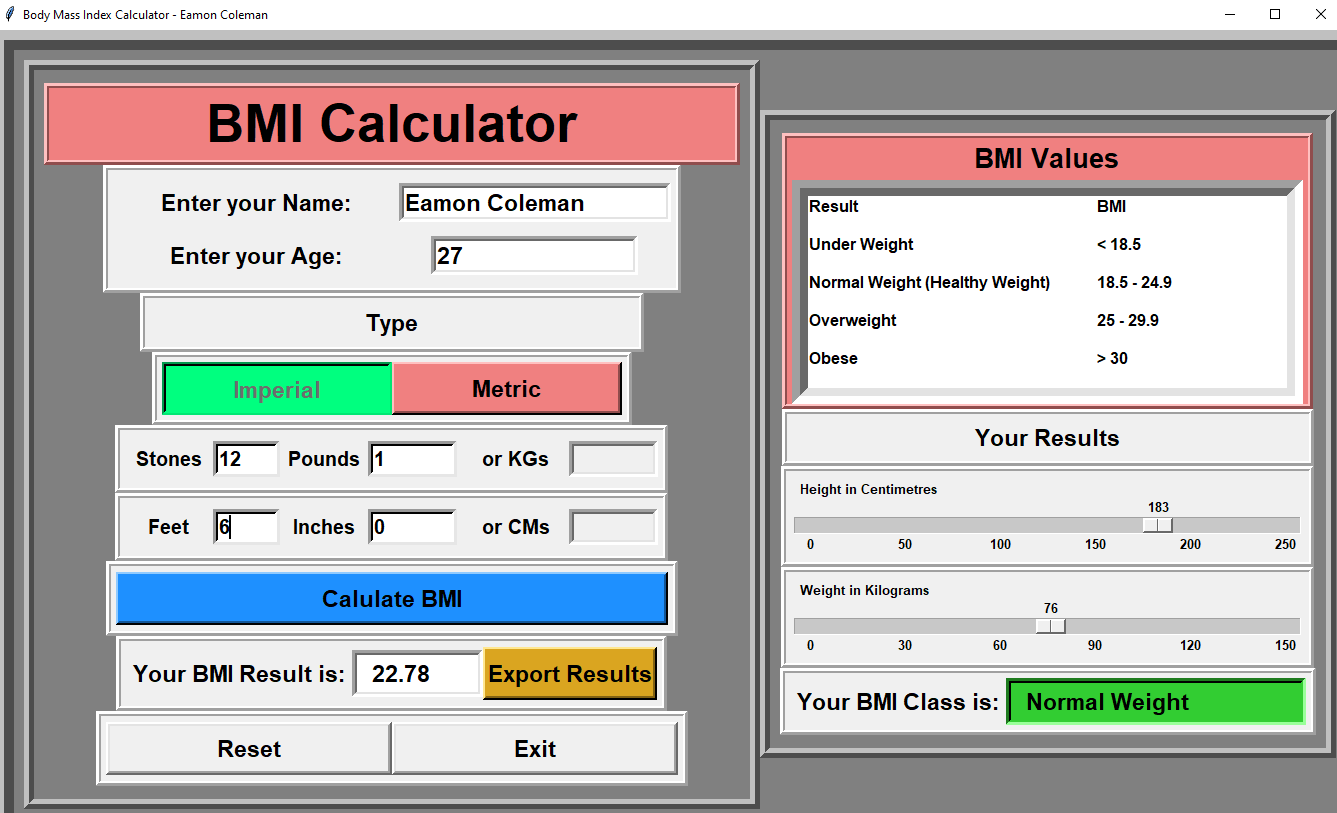 Body Mass Index Calculator - Eamon Coleman
BMI Calculator
Enter your Name: Eamon Coleman
Enter your Age: 27
Type
Imperial Metric
Stones 12 Pounds 1 or KGs
Feet 6 Inches 0 or CMs
Calulate BMI
Your BMI Result is: 22.78 Export Results
Reset Exit
BMI Values
Result BMI
Under Weight < 18.5
Normal Weight (Healthy Weight) 18.5 - 24.9
Overweight 25 - 29.9
Obese > 30
Your Results
Height in Centimetres
183
0 50 100 150 200 250
Weight in Kilograms
76
0 30 60 90 120 150
Your BMI Class is: Normal Weight